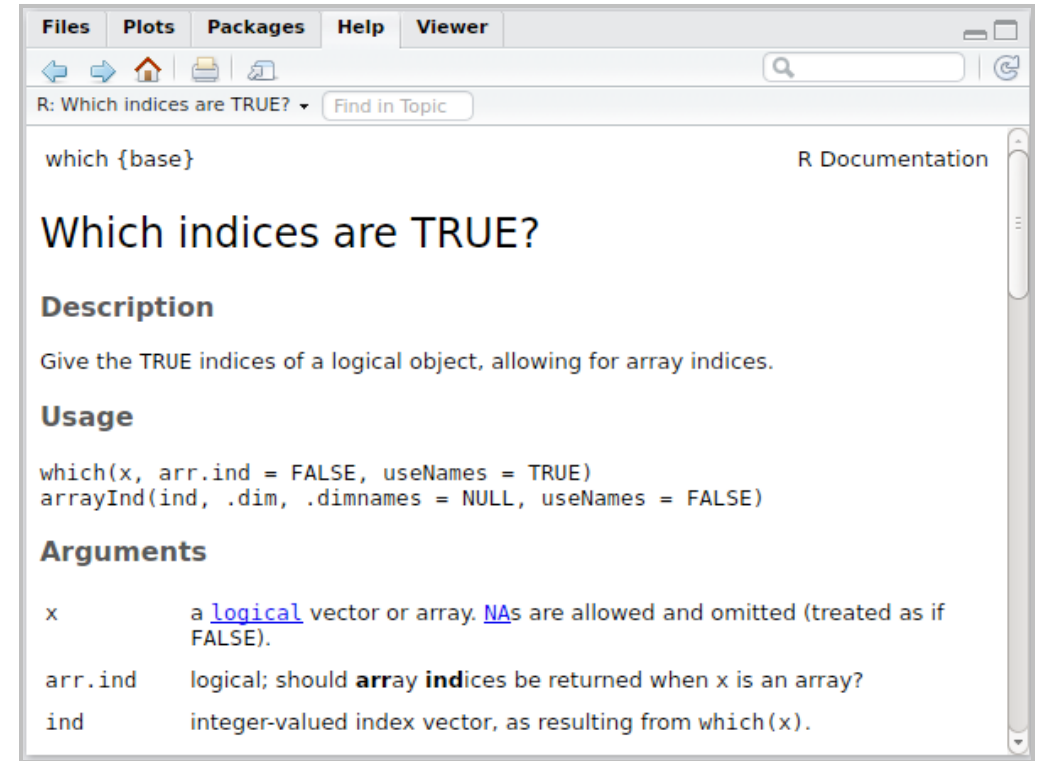 Files Plots Packages Help Viewer
R: Which indices are TRUE? Find in Topic
which {base} R Documentation
Which indices are TRUE?
Description
Give the TRUE indices of a logical object, allowing for array indices.
Usage
which(x, arr.ind = FALSE, useNames = TRUE)
arrayInd(ind, .dim, .dimnames = NULL, useNames = FALSE)
Arguments
x a logical vector or array. NAs are allowed and omitted (treated as if
FALSE).
arr.ind logical; should array indices be returned when x is an array?
ind integer-valued index vector, as resulting from which(x).